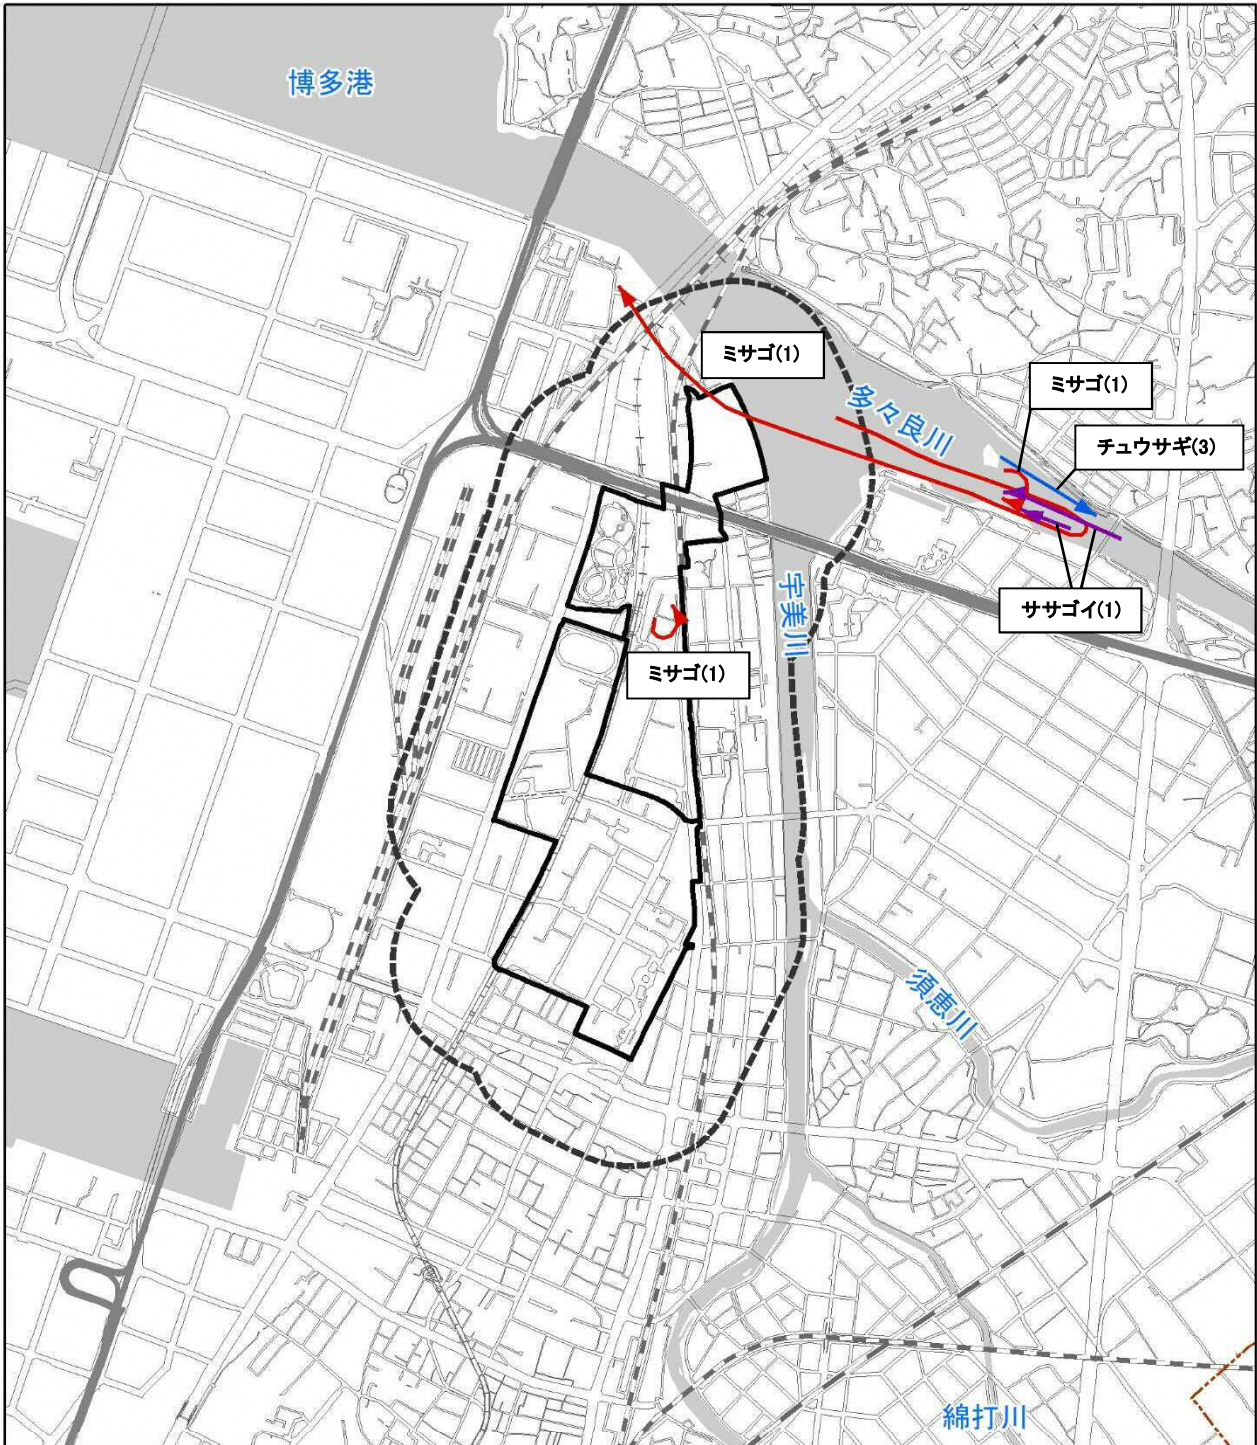 博多港
ミサゴ(1)
ミサゴ(1)
多々良川
チュウサギ(3)
宇美川
ササゴイ(1)
ミサゴ(1)
須恵川
綿打川